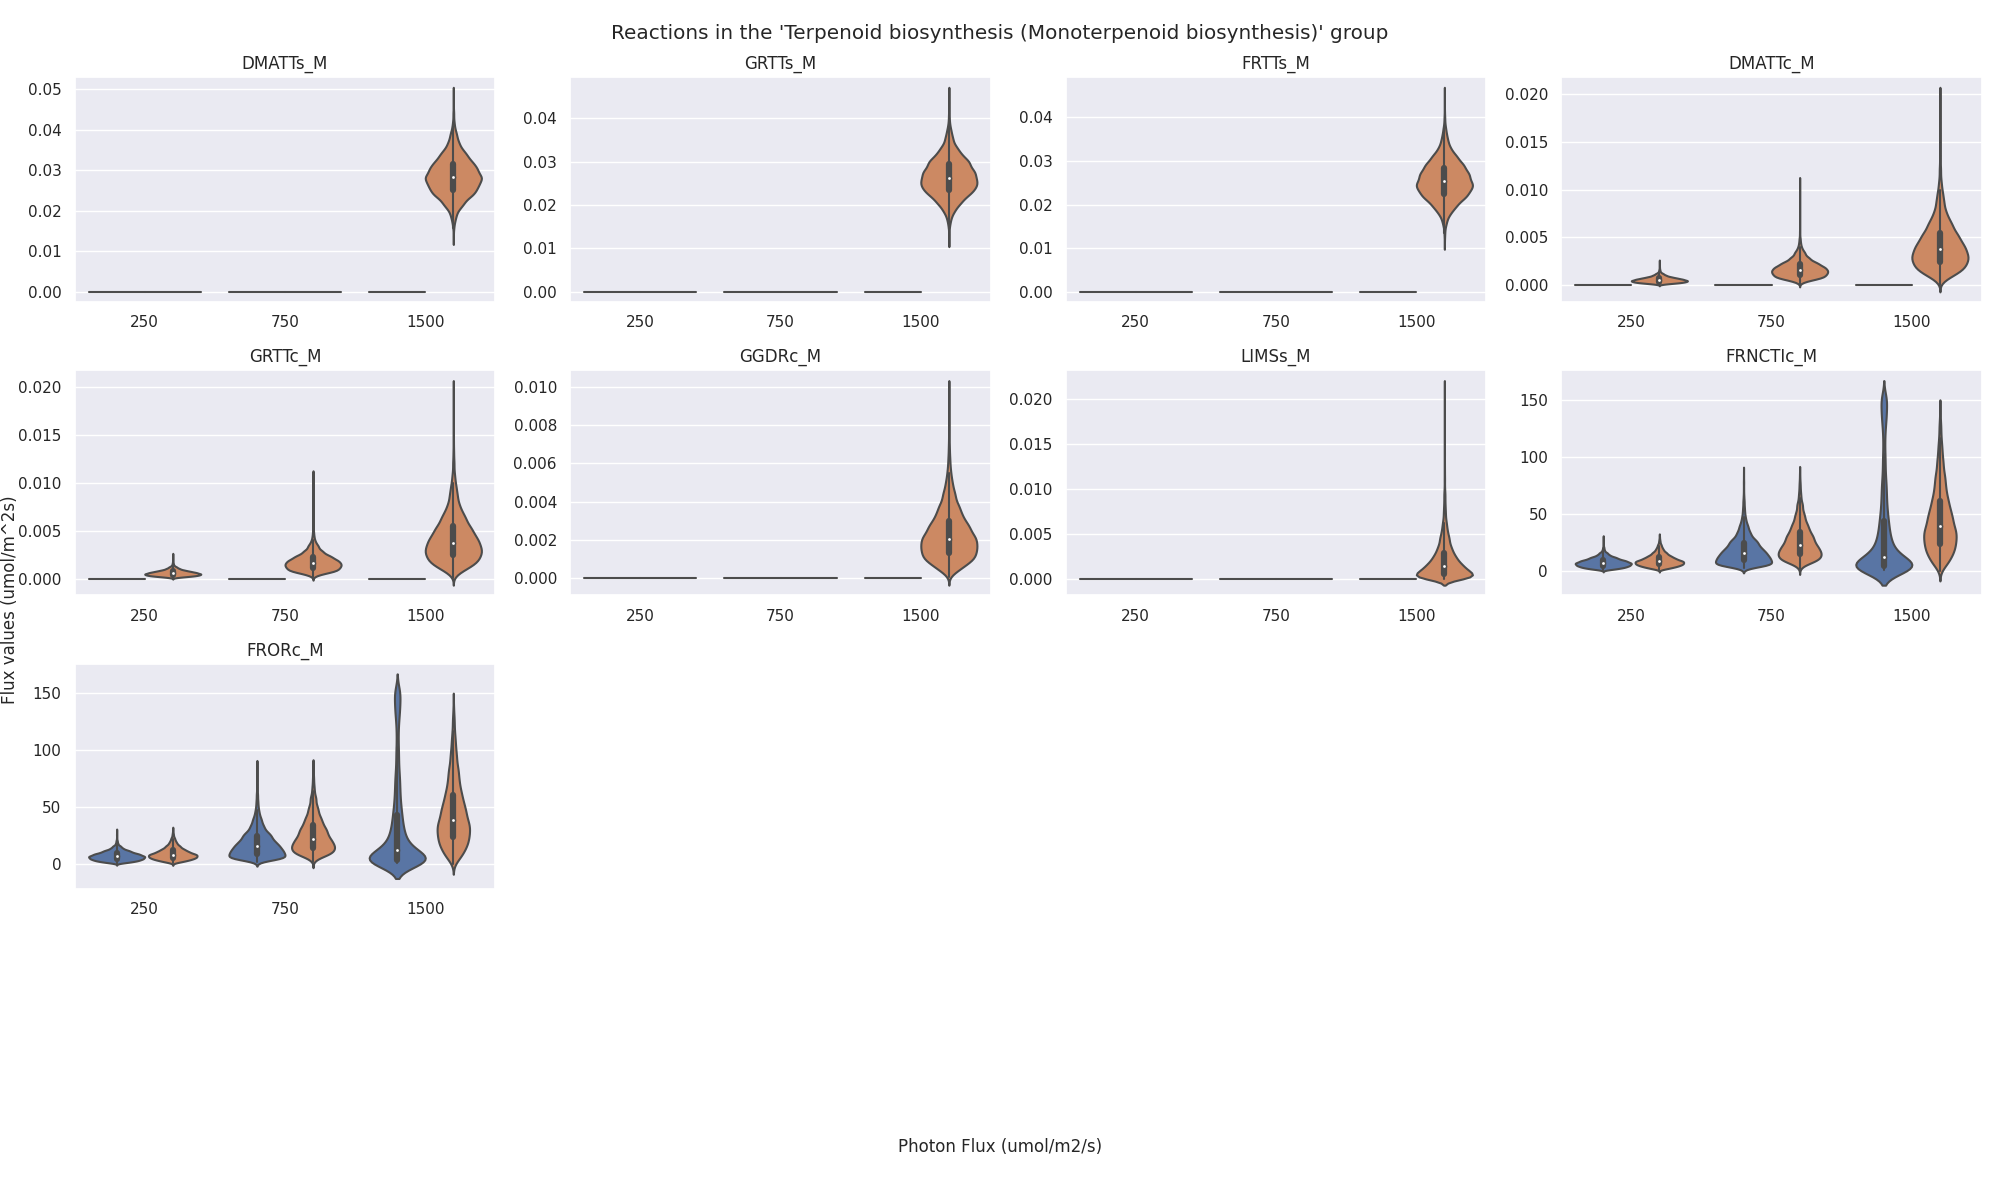 Reactions in the 'Terpenoid biosynthesis (Monoterpenoid biosynthesis)' group
DMATTs_M
0.05
0.04
0.03
0.02
0.01
0.00
250 750 1500
GRTTs_M
0.04
0.03
0.02
0.01
0.00
250 750 1500
FRTTs_M
0.04
0.03
0.02
0.01
0.00
250 750 1500
DMATTc_M
0.020
0.015
0.010
0.005
0.000
250 750 1500
GRTTc_M
0.020
0.015
0.010
0.005
0.000
250 750 1500
GGDRc_M
0.010
0.008
0.006
0.004
0.002
0.000
250 750 1500
LIMSs_M
0.020
0.015
0.010
0.005
0.000
250 750 1500
FRNCTIc_M
150
100
50
0
250 750 1500
FRORc_M
150
100
50
0
250 750 1500
Flux values (umol/m^2s)
Photon Flux (umol/m2/s)